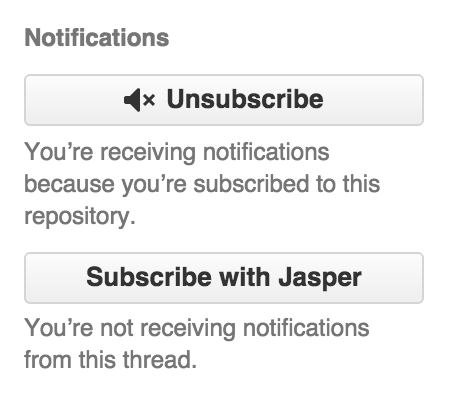 Notifications
Unsubscribe
You’re receiving notifications
because you’re subscribed to this
repository.
Subscribe with Jasper
You’re not receiving notifications
from this thread.